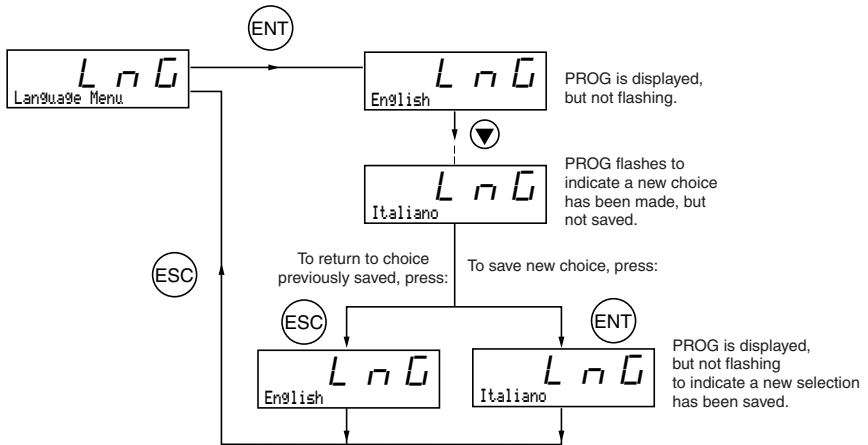 ENT
LnG
Language Menu
LnG
English
PROG is displayed,
but not flashing.
LnG
Italiano
PROG flashes to
indicate a new choice
has been made, but
not saved.
ESC
To return to choice
previously saved, press:
To save new choice, press:
ESC
ENT
LnG
English
LnG
Italiano
PROG is displayed,
but not flashing
to indicate a new selection
has been saved.